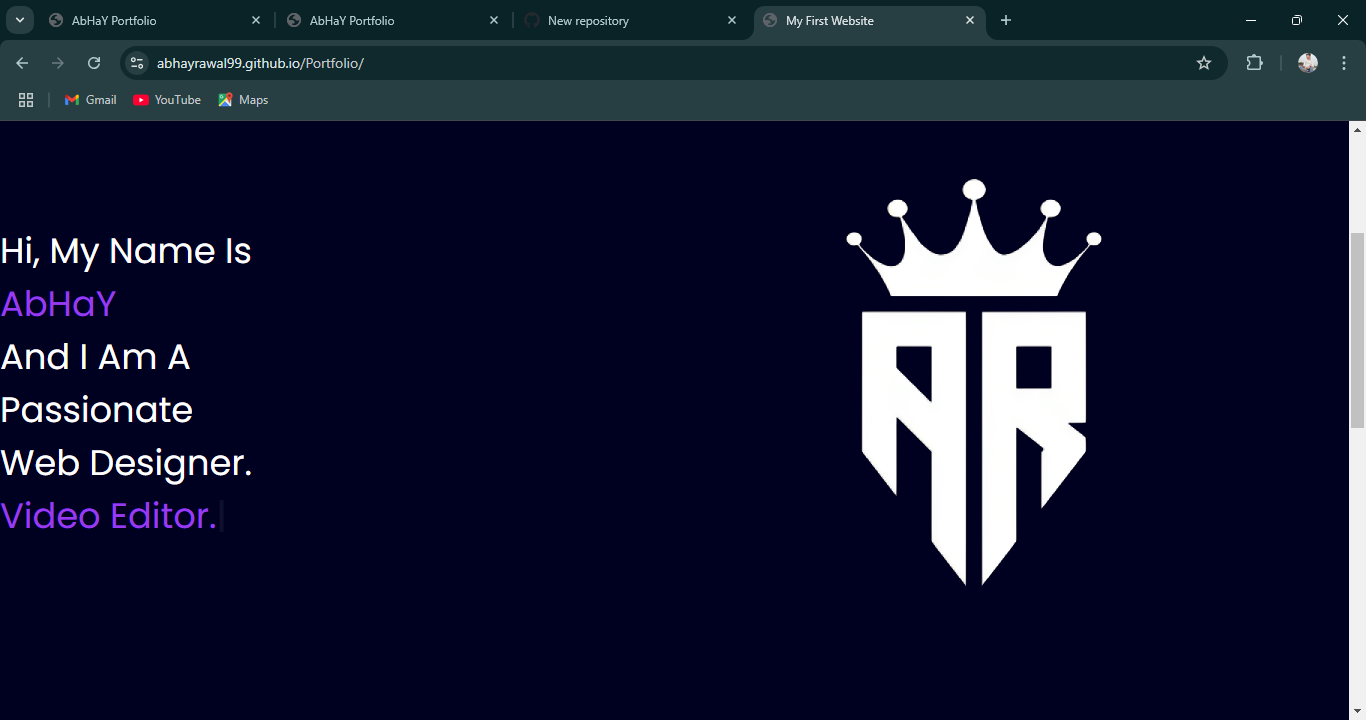 AbHaY Portfolio
AbHaY Portfolio
New repository
My First Website
abhayrawal99.github.io/Portfolio/
Gmail
YouTube
Maps
Hi, My Name Is
AbHaY
And I Am A
Passionate
Web Designer.
Video Editor.
AR